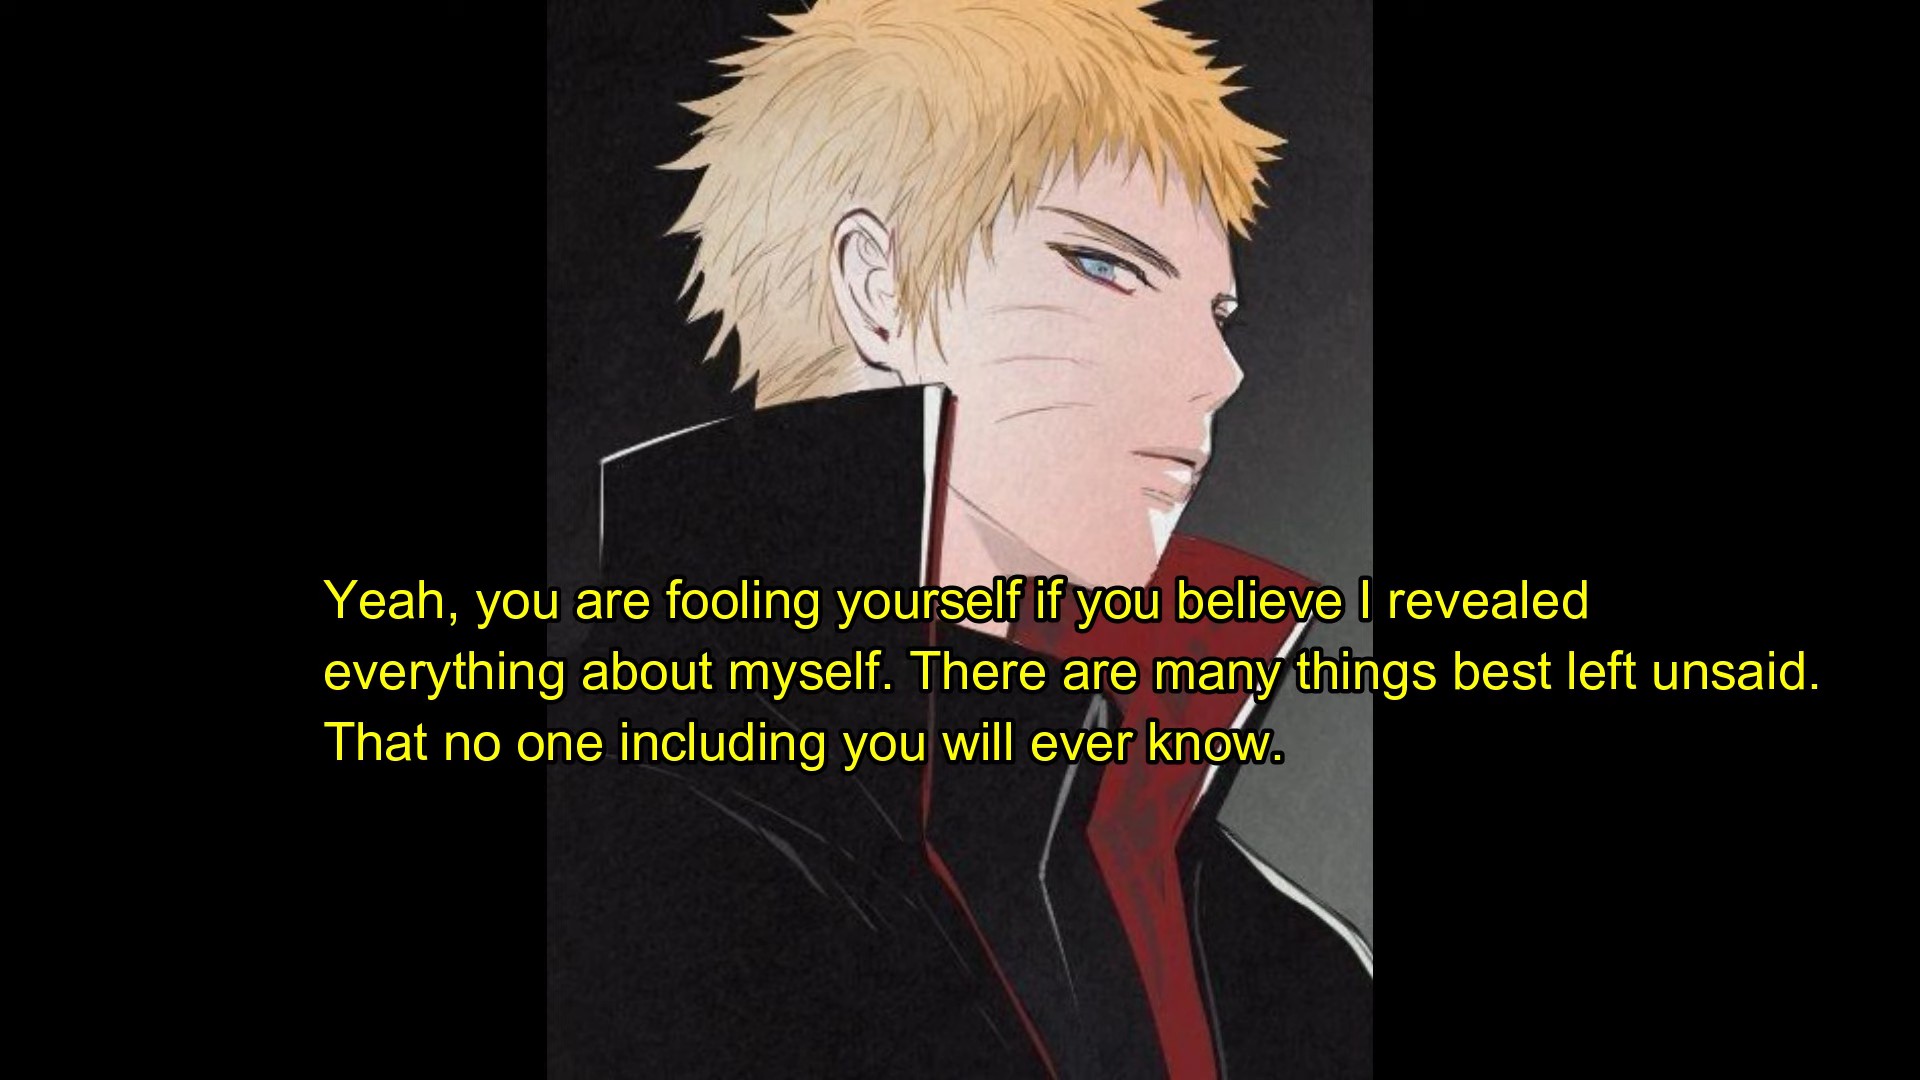 Yeah, you are fooling yourself if you believe I revealed
everything about myself. There are many things best left unsaid.
That no one including you will ever know.